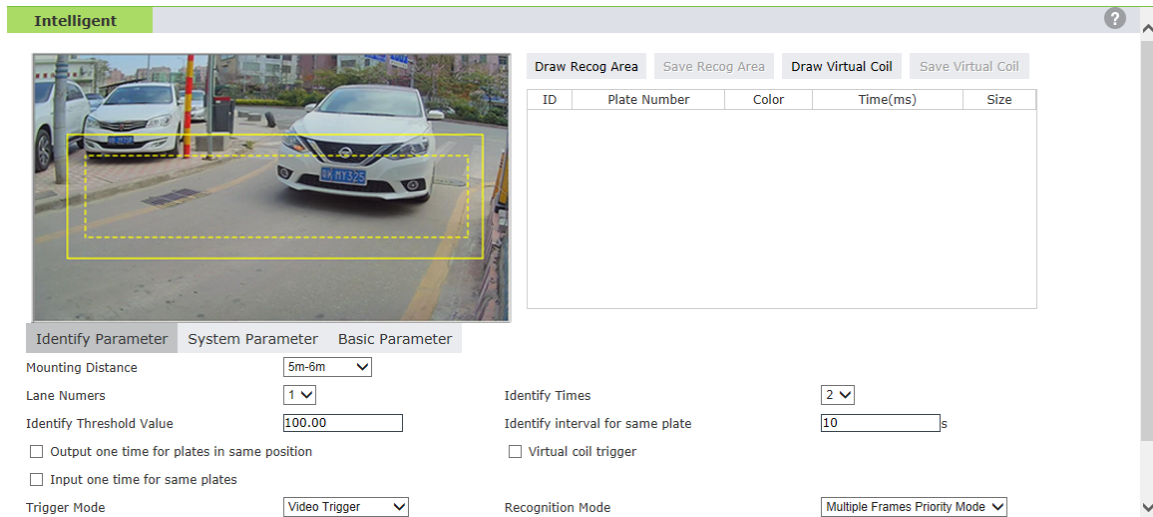 Intelligent
?
Draw Recog Area Save Recog Area Draw Virtual Coil Save Virtual Coil
ID Plate Number Color Time(ms) Size
MY325
Identify Parameter System Parameter Basic Parameter
Mounting Distance 5m-6m
Lane Numers 1 Identify Times 2
Identify Threshold Value 100.00 Identify interval for same plate 10 s
Output one time for plates in same position Virtual coil trigger
Input one time for same plates
Trigger Mode Video Trigger Recognition Mode Multiple Frames Priority Mode